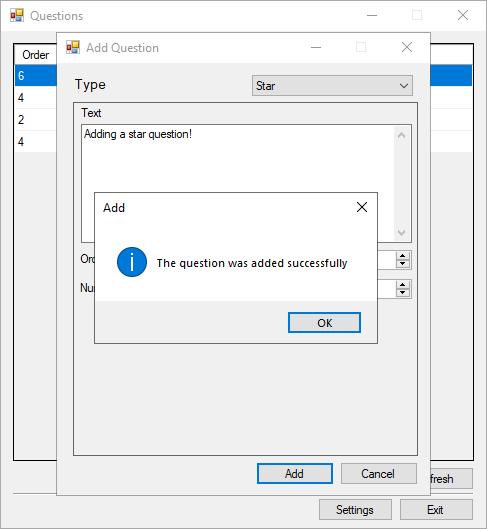 Questions
Order
6
4
2
4
Add Question
Type
Star
Text
Adding a star question!
Add
The question was added successfully
OK
Add
Cancel
Settings
Exit